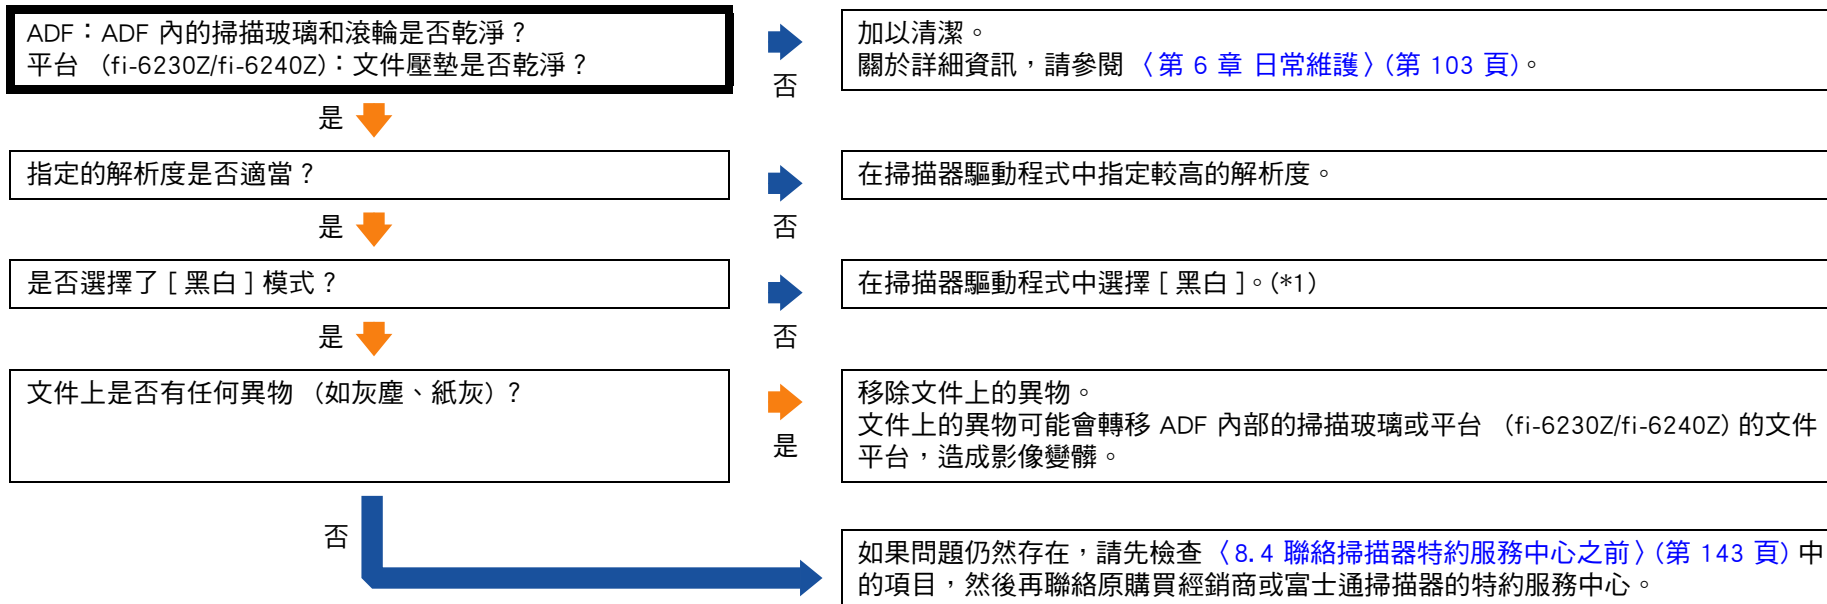 ADF：ADF 內的掃描玻璃和滾輪是否乾淨？
平台 （fi-6230Z/fi-6240Z）：文件壓墊是否乾淨？
否
加以清潔。
關於詳細資訊，請參閱 〈第 6 章 日常維護〉(第 103 頁)。
是
指定的解析度是否適當？
否
在掃描器驅動程式中指定較高的解析度。
是
是否選擇了 [ 黑白 ] 模式？
否
在掃描器驅動程式中選擇 [ 黑白 ]。(*1)
是
文件上是否有任何異物 （如灰塵、紙灰）？
是
移除文件上的異物。
文件上的異物可能會轉移 ADF 內部的掃描玻璃或平台 （fi-6230Z/fi-6240Z) 的文件
平台，造成影像變髒。
否
如果問題仍然存在，請先檢查 〈8.4 聯絡掃描器特約服務中心之前〉(第 143 頁) 中
的項目，然後再聯絡原購買經銷商或富士通掃描器的特約服務中心。